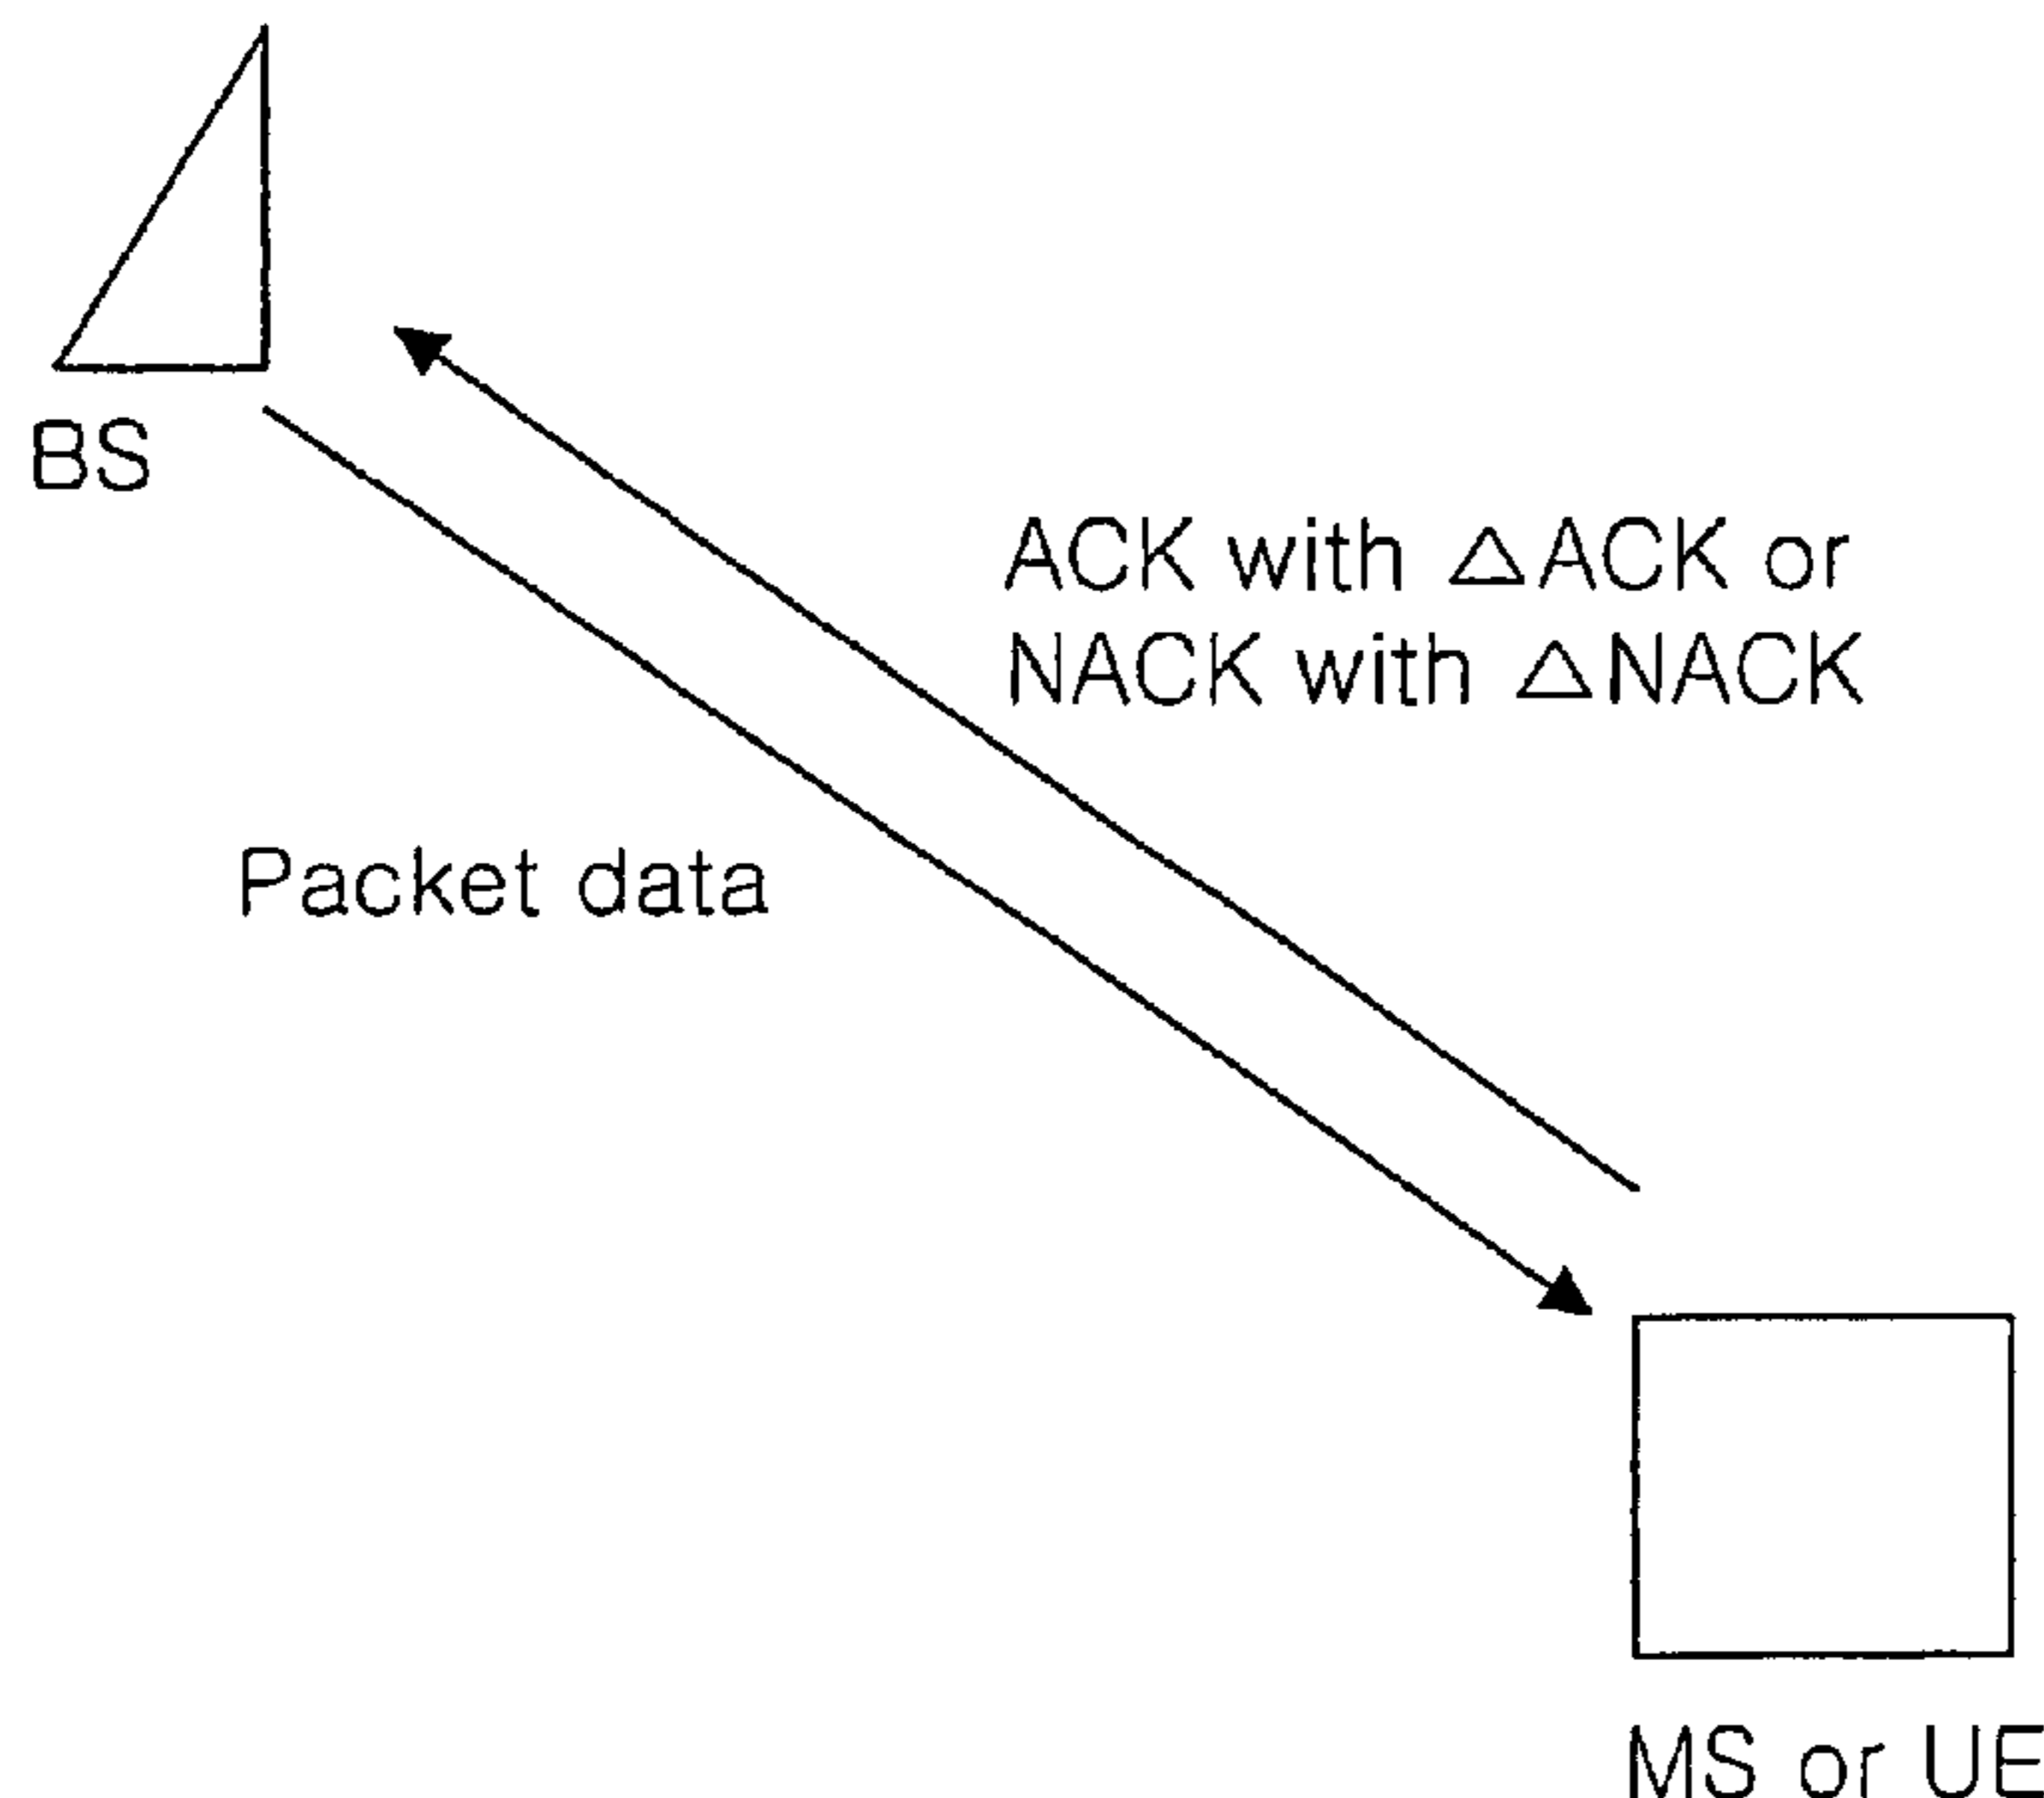 BS
ACK with △ACK or
NACK with △NACK
Packet data
MS or UE